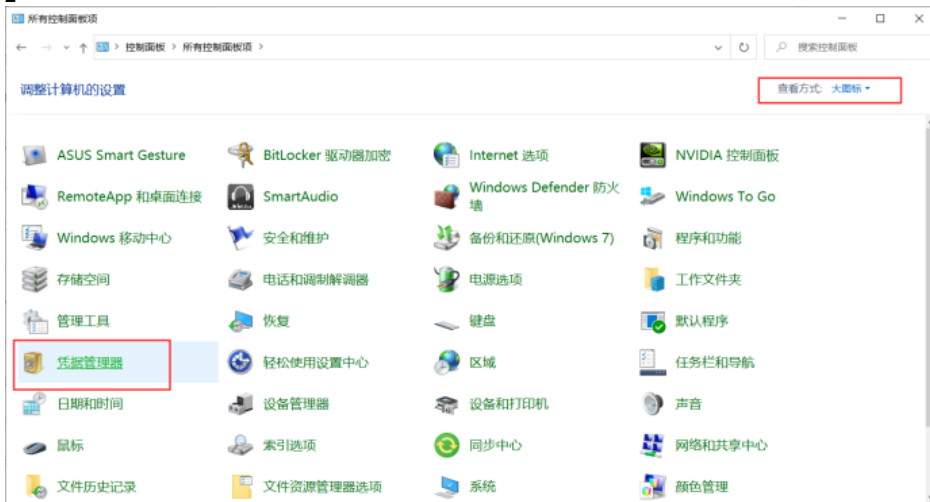 所有控制面板项
控制面板 > 所有控制面板项 >
搜索控制面板
调整计算机的设置
查看方式: 大图标
ASUS Smart Gesture
BitLocker 驱动器加密
Internet 选项
NVIDIA 控制面板
RemoteApp 和桌面连接
SmartAudio
Windows Defender 防火
墙
Windows To Go
Windows 移动中心
安全和维护
备份和还原(Windows 7)
程序和功能
存储空间
电话和调制解调器
电源选项
工作文件夹
管理工具
恢复
键盘
默认程序
凭据管理器
轻松使用设置中心
区域
任务栏和导航
日期和时间
设备管理器
设备和打印机
声音
鼠标
索引选项
同步中心
网络和共享中心
文件历史记录
文件资源管理器选项
系统
颜色管理